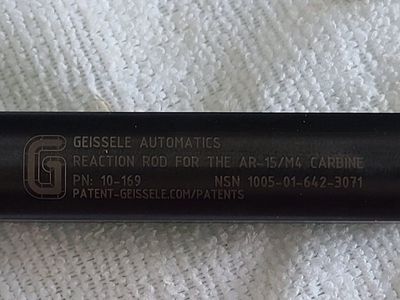 G
GEISSELE AUTOMATICS
REACTION ROD FOR THE AR-15/M4 CARBINE
PN: 10-169 NSN 1005-01-642-3071
PATENT-GEISSELE.COM/PATENTS